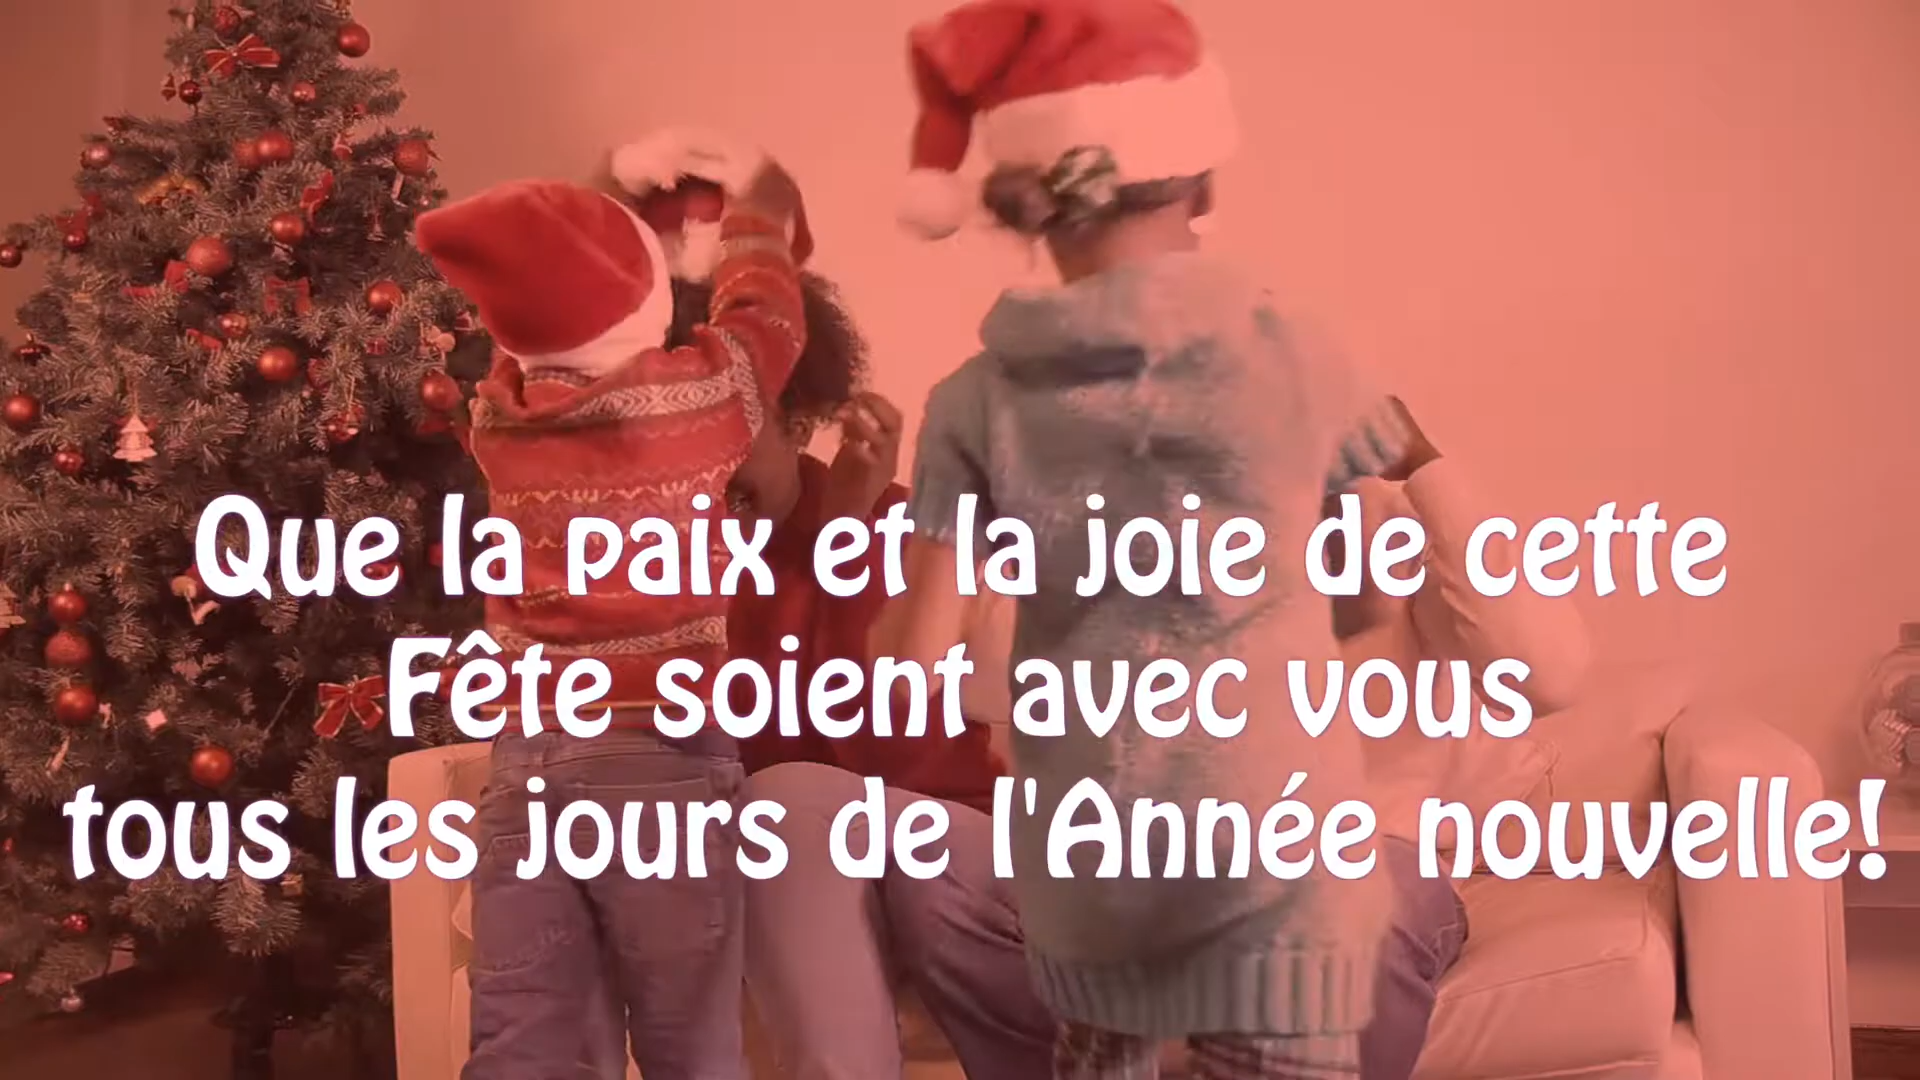 Que la paix et la joie de cette
Fête soient avec vous
tous les jours de l'Année nouvelle!